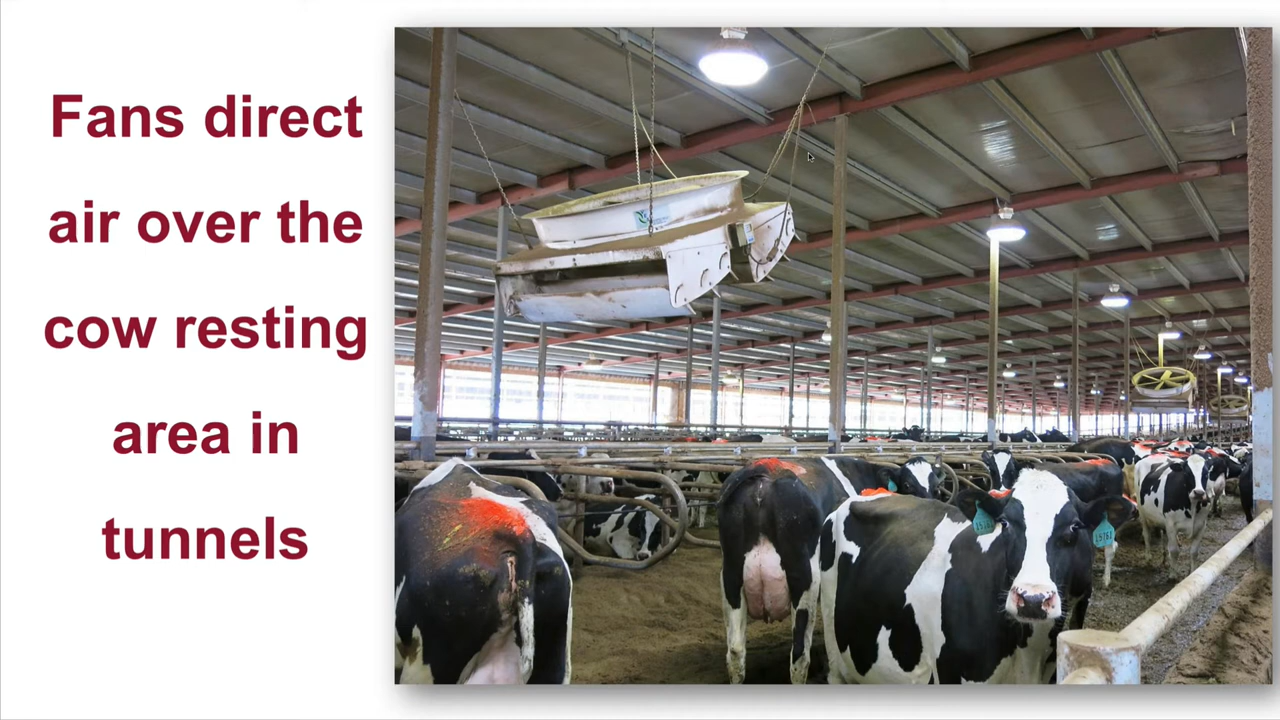 Fans direct
air over the
cow resting
area in
tunnels